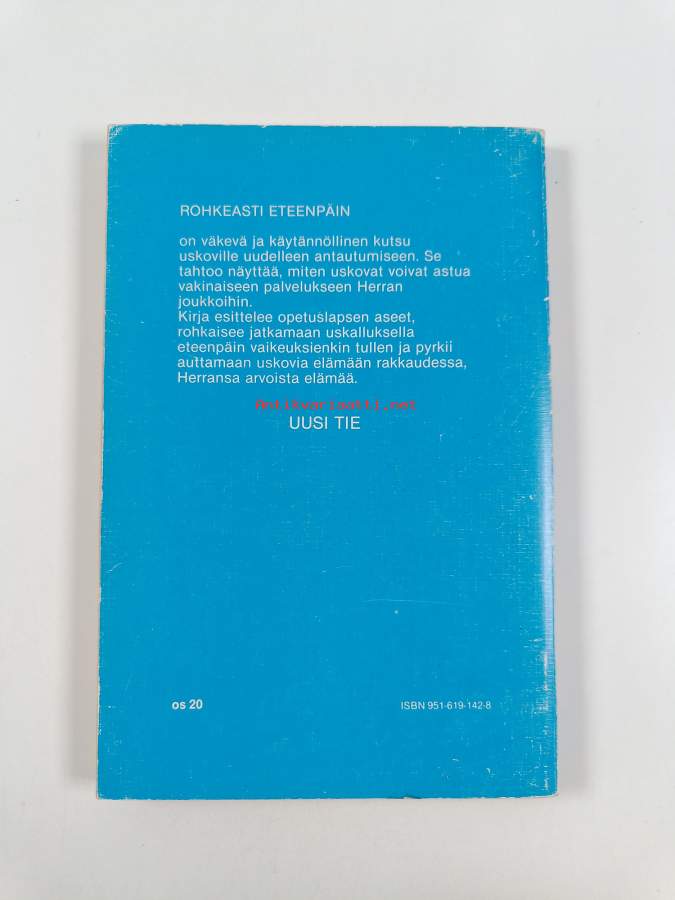 ROHKEASTI ETEENPÄIN
on väkevä ja käytännöllinen kutsu
uskoville uudelleen antautumiseen. Se
tahtoo näyttää, miten uskovat voivat astua
vakinaiseen palvelukseen Herran
joukkoihin.
Kirja esittelee opetuslapsen aseet,
rohkaisee jatkamaan uskalluksella
eteenpäin vaikeuksienkin tullen ja pyrkii
auttamaan uskovia elämään rakkaudessa,
Herransa arvoista elämää.
Antikvariaatti.net
UUSI TIE
os 20
ISBN 951-619-142-8